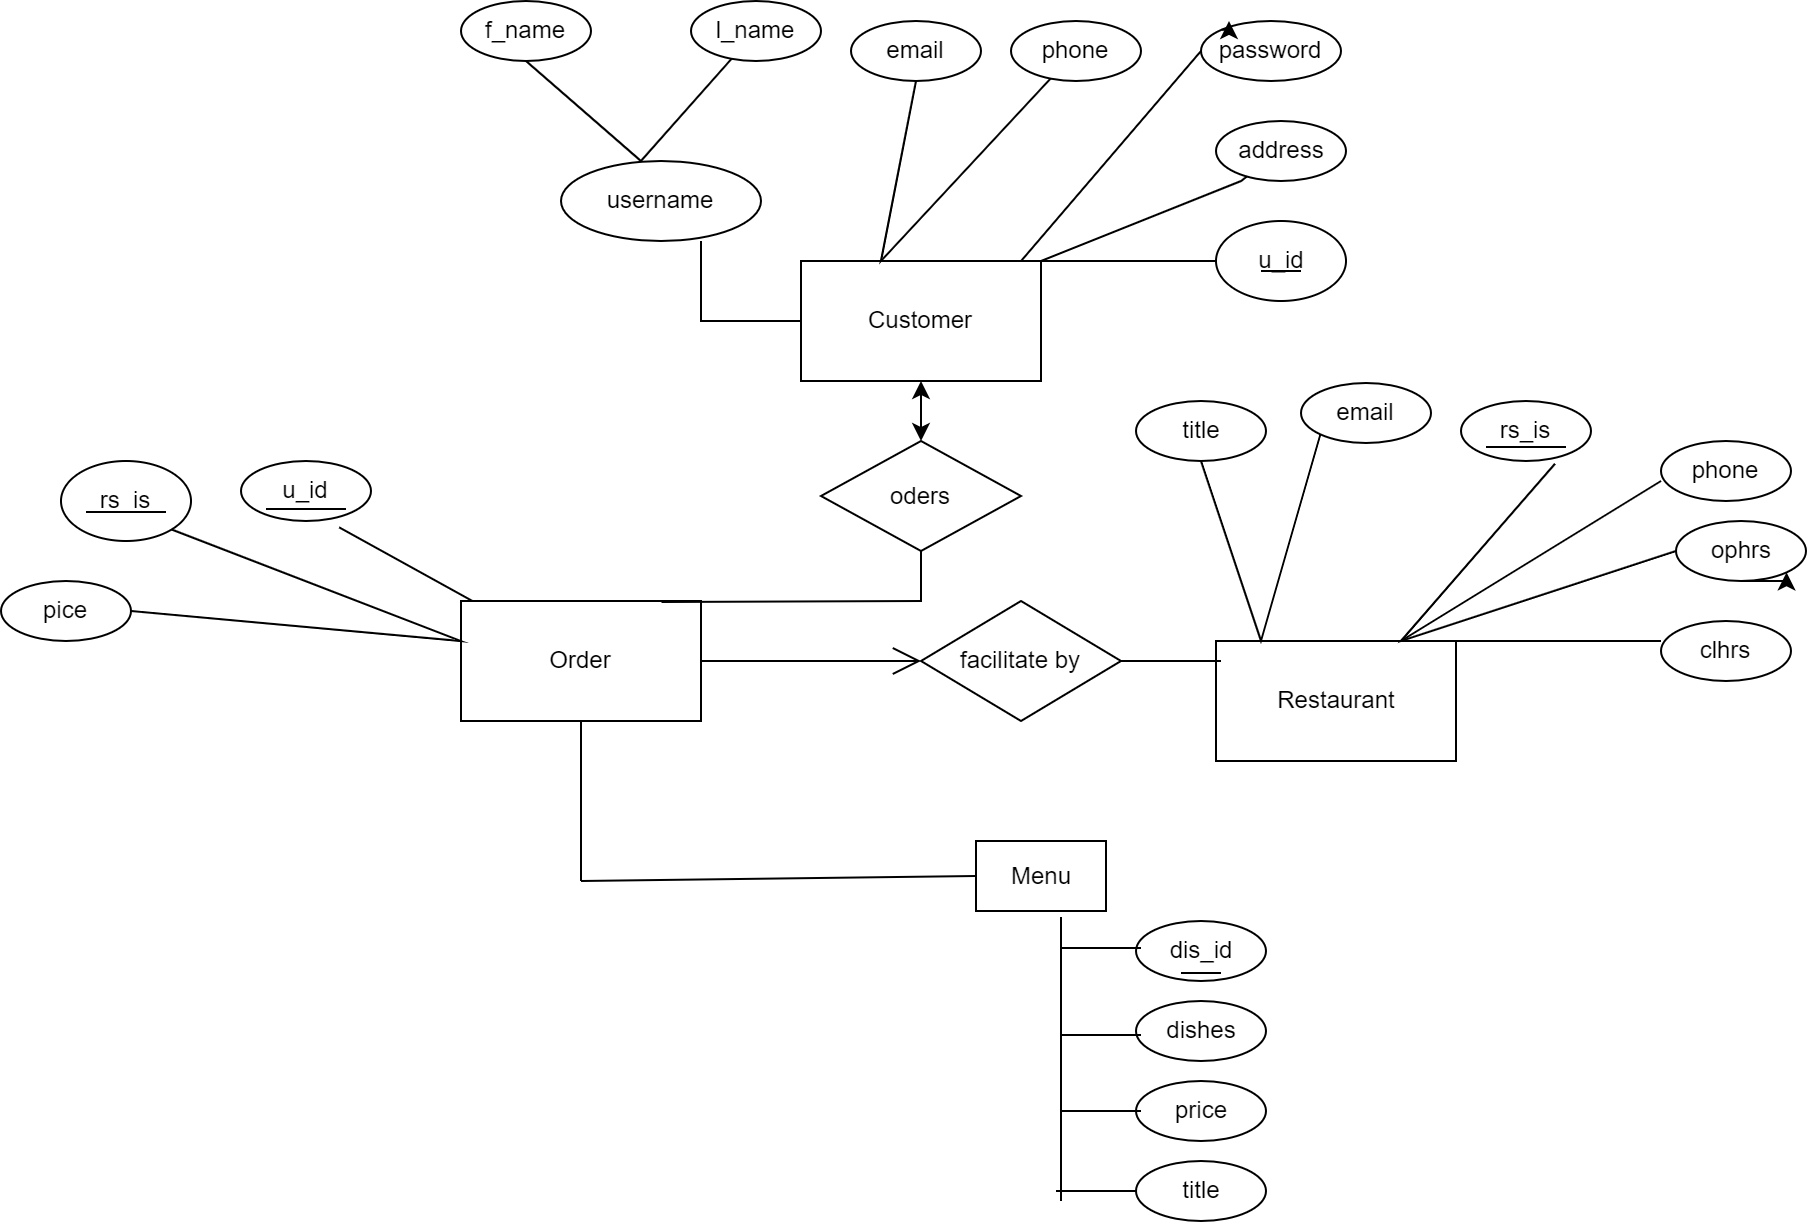 f_name
l_name
email
phone
password
address
username
u_id
Customer
title
email
rs_is
phone
rs_is
u_id
oders
ophrs
pice
Order
facilitate by
clhrs
Restaurant
Menu
dis_id
dishes
price
title